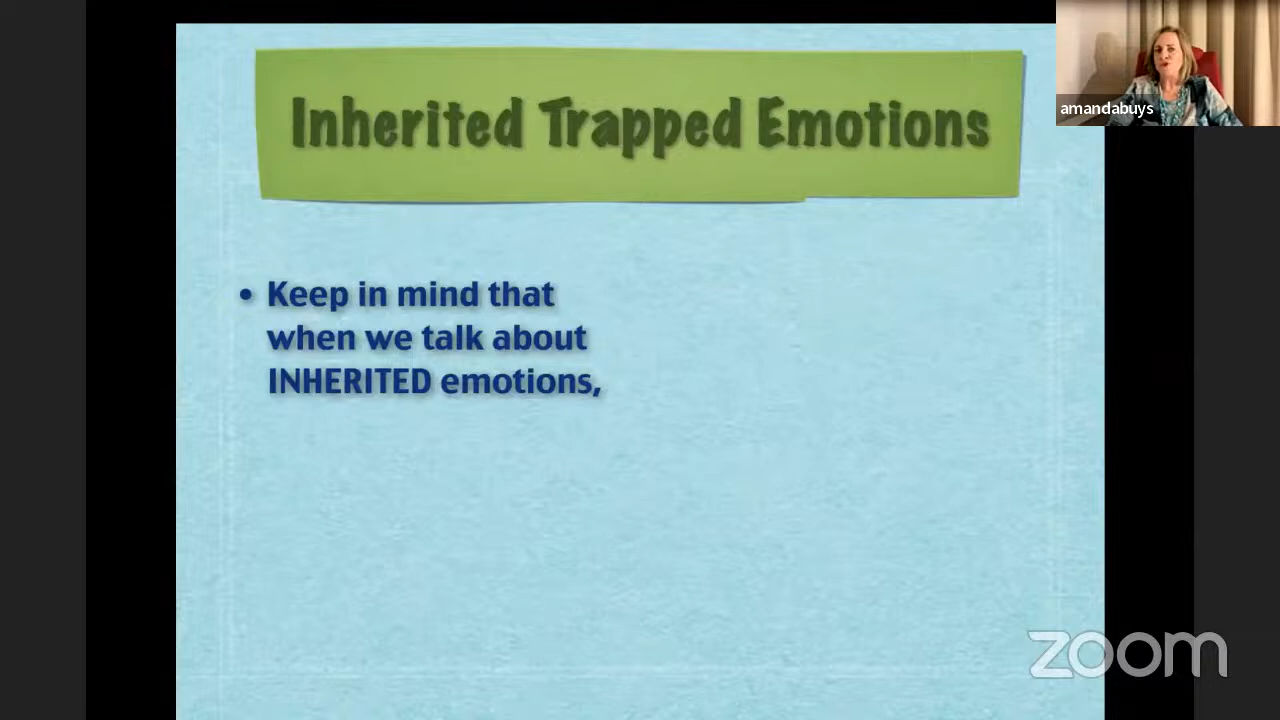 Inherited Trapped Emotions
amandabuys
• Keep in mind that
when we talk about
INHERITED emotions,
zoom